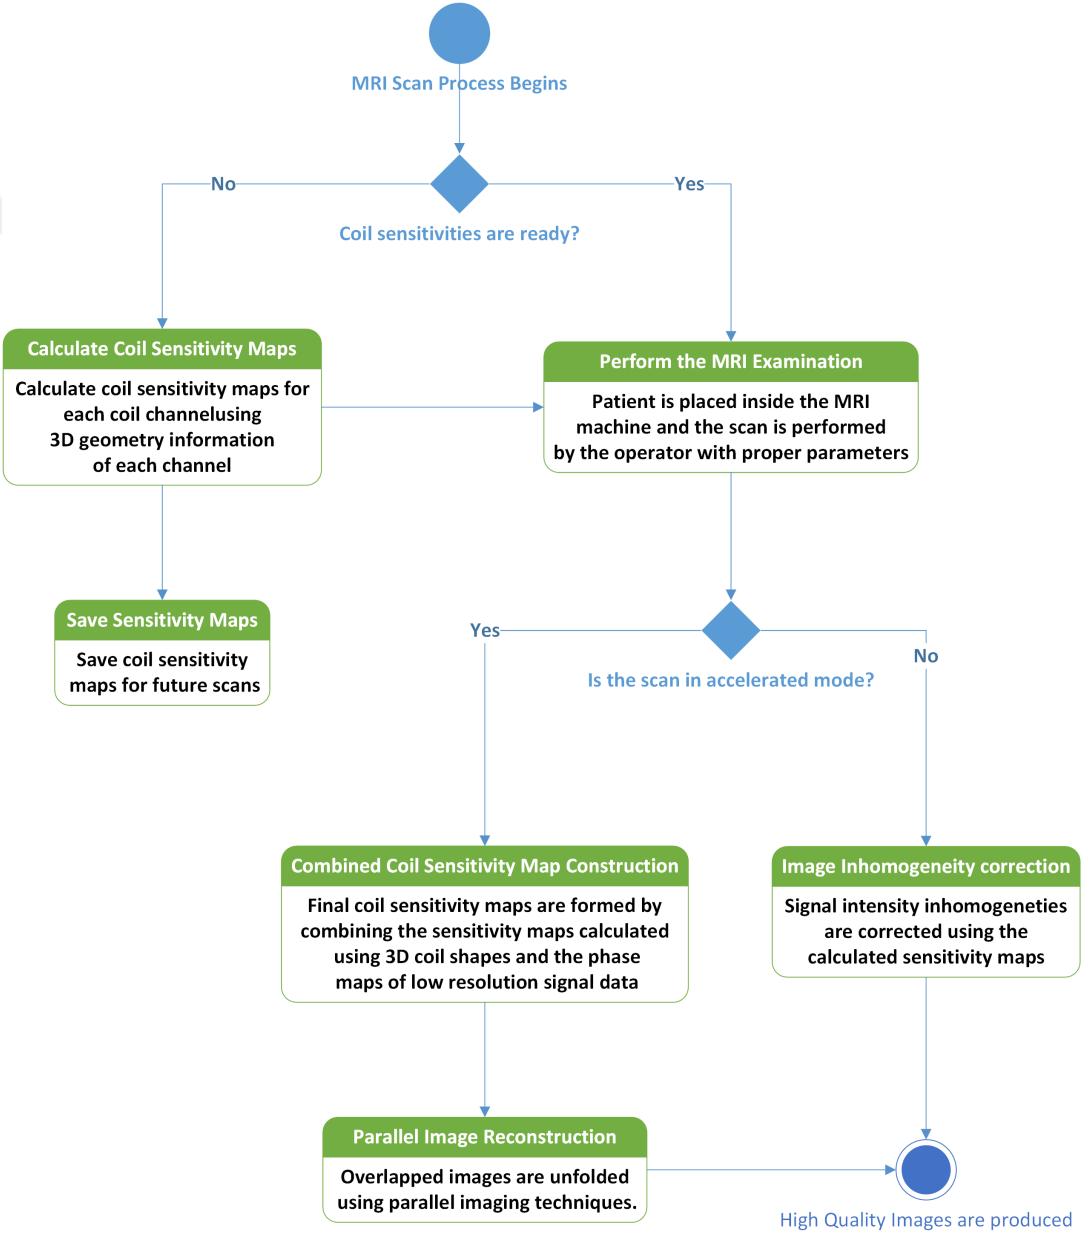 MRI Scan Process Begins
No
Yes
Coil sensitivities are ready?
Calculate Coil Sensitivity Maps
Calculate coil sensitivity maps for
each coil channelusing
3D geometry information
of each channel
Perform the MRI Examination
Patient is placed inside the MRI
machine and the scan is performed
by the operator with proper parameters
Save Sensitivity Maps
Save coil sensitivity
maps for future scans
Yes
No
Is the scan in accelerated mode?
Combined Coil Sensitivity Map Construction
Final coil sensitivity maps are formed by
combining the sensitivity maps calculated
using 3D coil shapes and the phase
maps of low resolution signal data
Image Inhomogeneity correction
Signal intensity inhomogeneties
are corrected using the
calculated sensitivity maps
Parallel Image Reconstruction
Overlapped images are unfolded
using parallel imaging techniques.
High Quality Images are produced